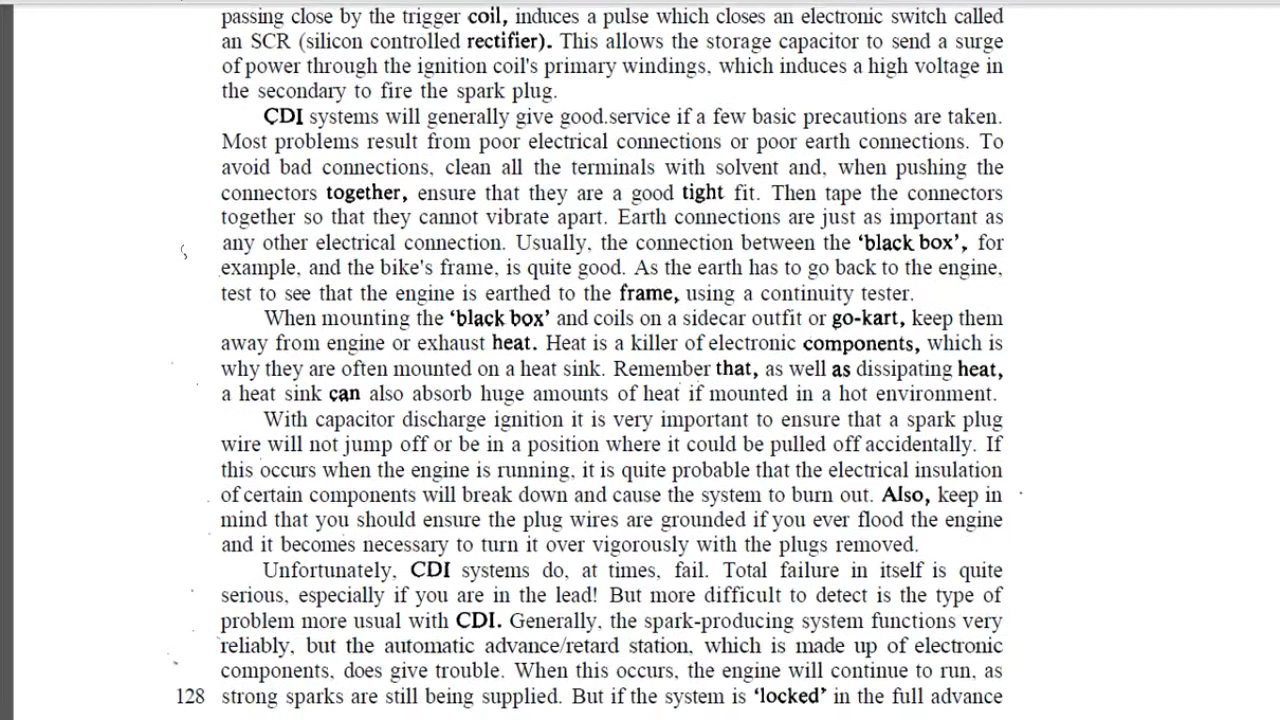 passing close by the trigger coil, induces a pulse which closes an electronic switch called
an SCR (silicon controlled rectifier). This allows the storage capacitor to send a surge
of power through the ignition coil's primary windings, which induces a high voltage in
the secondary to fire the spark plug.
CDI systems will generally give good.service if a few basic precautions are taken.
Most problems result from poor electrical connections or poor earth connections. To
avoid bad connections, clean all the terminals with solvent and, when pushing the
connectors together, ensure that they are a good tight fit. Then tape the connectors
together so that they cannot vibrate apart. Earth connections are just as important as
any other electrical connection. Usually, the connection between the ‘black box’, for
example, and the bike's frame, is quite good. As the earth has to go back to the engine,
test to see that the engine is earthed to the frame, using a continuity tester.
When mounting the ‘black box’ and coils on a sidecar outfit or go-kart, keep them
away from engine or exhaust heat. Heat is a killer of electronic components, which is
why they are often mounted on a heat sink. Remember that, as well as dissipating heat,
a heat sink can also absorb huge amounts of heat if mounted in a hot environment.
With capacitor discharge ignition it is very important to ensure that a spark plug
wire will not jump off or be in a position where it could be pulled off accidentally. If
this occurs when the engine is running, it is quite probable that the electrical insulation
of certain components will break down and cause the system to burn out. Also, keep in
mind that you should ensure the plug wires are grounded if you ever flood the engine
and it becomes necessary to turn it over vigorously with the plugs removed.
Unfortunately, CDI systems do, at times, fail. Total failure in itself is quite
serious, especially if you are in the lead! But more difficult to detect is the type of
problem more usual with CDI. Generally, the spark-producing system functions very
reliably, but the automatic advance/retard station, which is made up of electronic
components, does give trouble. When this occurs, the engine will continue to run, as
128 strong sparks are still being supplied. But if the system is ‘locked’ in the full advance